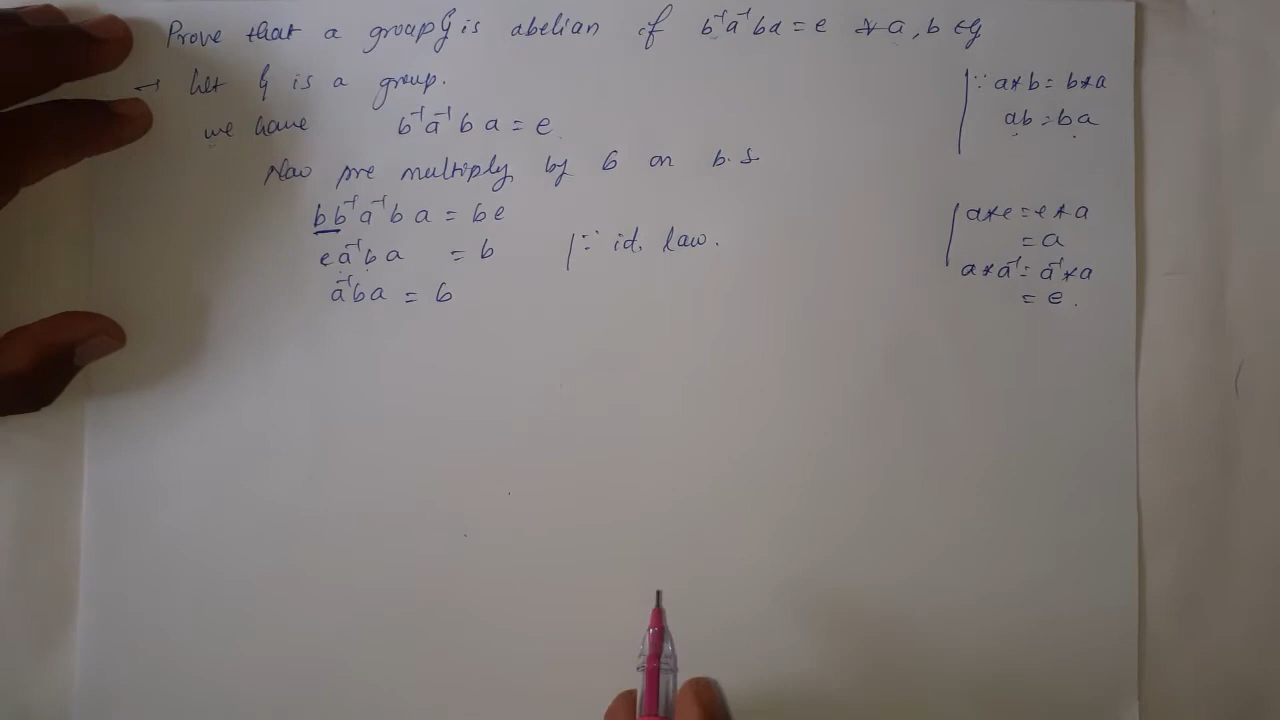 Prove that a group G is abelian if b⁻¹a⁻¹ba = e ∀ a, b ∈ G
→ Let G is a group.
we have b⁻¹a⁻¹ba = e
Now pre multiply by b on b.s
bb⁻¹a⁻¹ba = be
ea⁻¹ba = b | ∵ id. law.
a⁻¹ba = b
∵ a*b = b*a
ab = ba
a*e = e*a
= a
a*a⁻¹ = a⁻¹*a
= e.